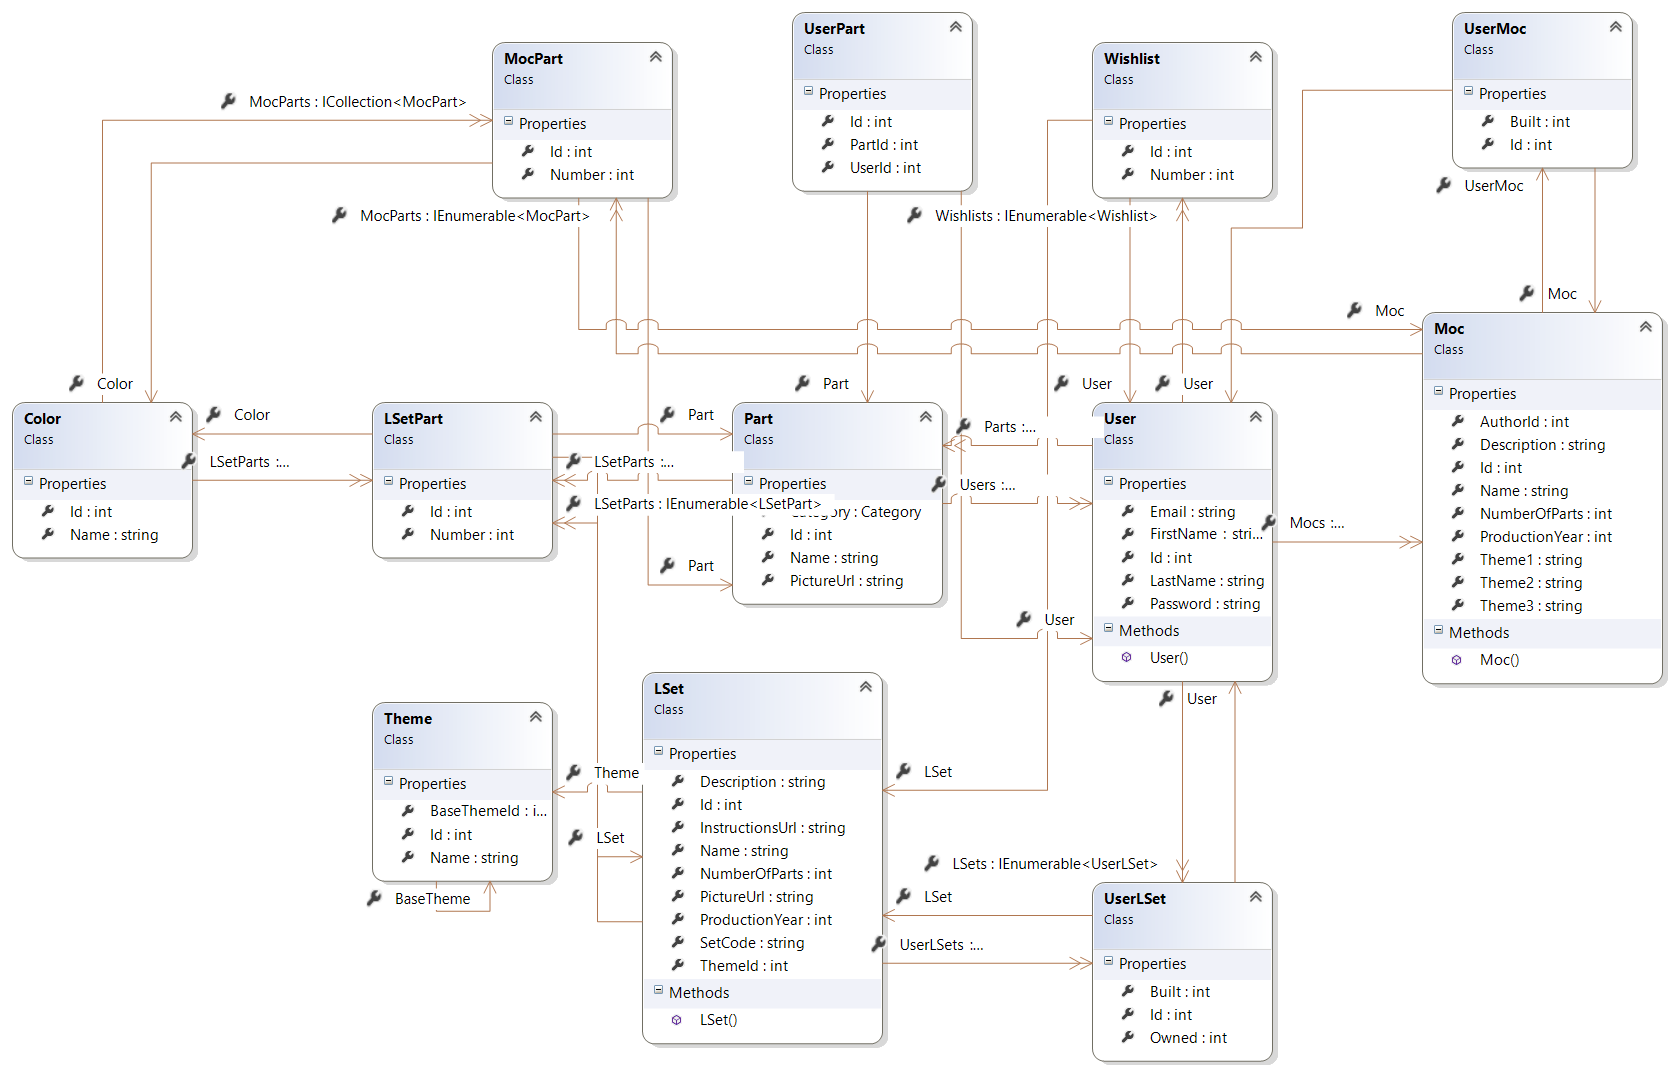 MocPart
Class
Properties
Id : int
Number : int
UserPart
Class
Properties
Id : int
PartId : int
UserId : int
Wishlist
Class
Properties
Id : int
Number : int
UserMoc
Class
Properties
Built : int
Id : int
MocParts : ICollection<MocPart>
MocParts : IEnumerable<MocPart>
Wishlists : IEnumerable<Wishlist>
UserMoc
Moc
Moc
Color
Part
User
User
Color
Class
Properties
Id : int
Name : string
Color
LSetParts :...
LSetPart
Class
Properties
Id : int
Number : int
Part
LSetParts :...
LSetParts : IEnumerable<LSetPart>
Part
Part
Class
Properties
Category : Category
Id : int
Name : string
PictureUrl : string
Parts :...
Users :...
User
User
Class
Properties
Email : string
FirstName : stri...
Id : int
LastName : string
Password : string
Methods
User()
Mocs :...
Moc
Class
Properties
AuthorId : int
Description : string
Id : int
Name : string
NumberOfParts : int
ProductionYear : int
Theme1 : string
Theme2 : string
Theme3 : string
Methods
Moc()
User
Theme
Class
Properties
BaseThemeId : i...
Id : int
Name : string
BaseTheme
Theme
LSet
LSet
Class
Properties
Description : string
Id : int
InstructionsUrl : string
Name : string
NumberOfParts : int
PictureUrl : string
ProductionYear : int
SetCode : string
ThemeId : int
Methods
LSet()
LSet
LSets : IEnumerable<UserLSet>
LSet
UserLSets :...
UserLSet
Class
Properties
Built : int
Id : int
Owned : int